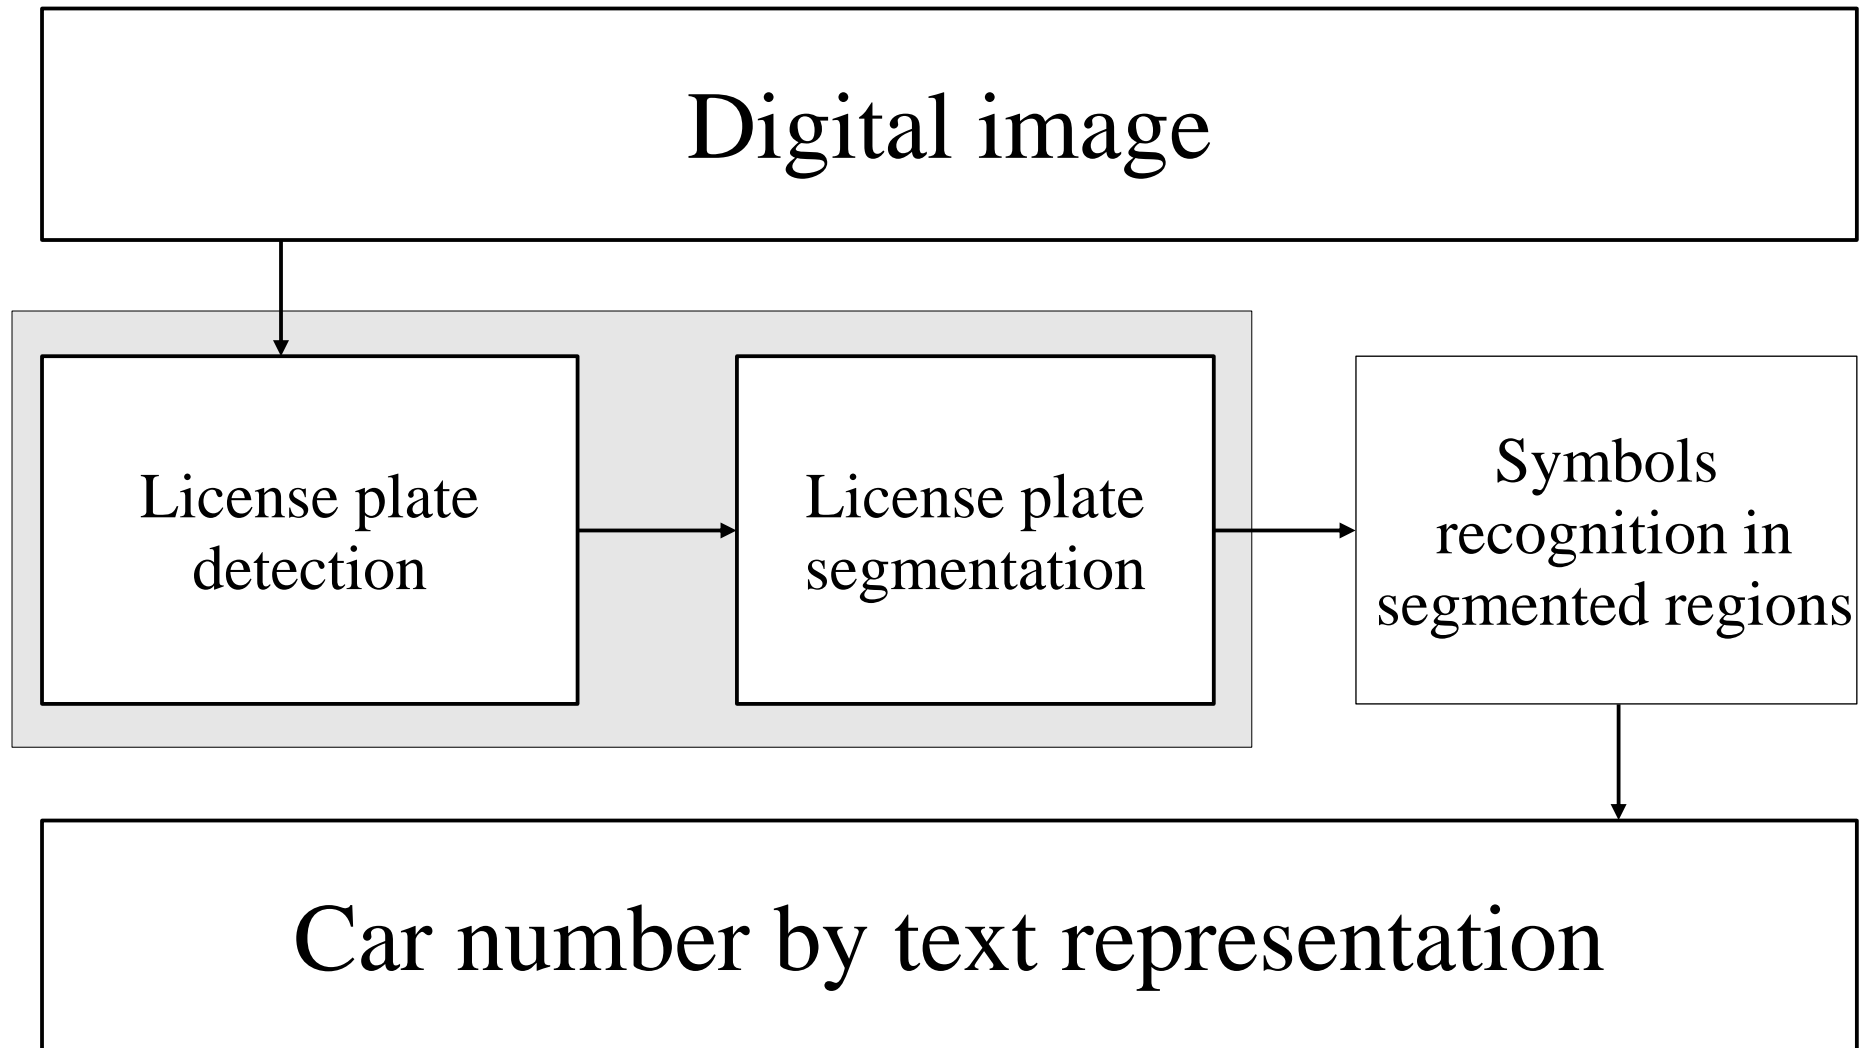 Digital image
License plate
detection
License plate
segmentation
Symbols
recognition in
segmented regions
Car number by text representation